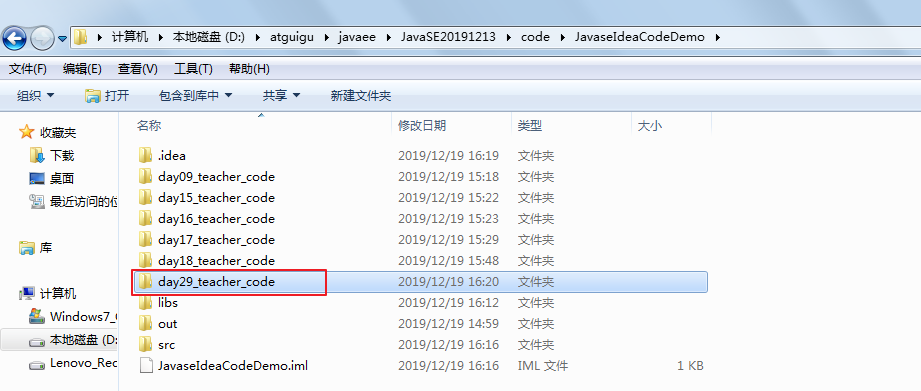 计算机 ▸ 本地磁盘 (D:) ▸ atguigu ▸ javaee ▸ JavaSE20191213 ▸ code ▸ JavaseIdeaCodeDemo ▸
文件(F) 编辑(E) 查看(V) 工具(T) 帮助(H)
组织 打开 包含到库中 共享 新建文件夹
收藏夹
下载
桌面
最近访问的位
库
计算机
Windows7_
本地磁盘 (D:
Lenovo_Rec
名称 修改日期 类型 大小
.idea 2019/12/19 16:19 文件夹
day09_teacher_code 2019/12/19 15:18 文件夹
day15_teacher_code 2019/12/19 15:22 文件夹
day16_teacher_code 2019/12/19 15:23 文件夹
day17_teacher_code 2019/12/19 15:29 文件夹
day18_teacher_code 2019/12/19 15:48 文件夹
day29_teacher_code 2019/12/19 16:20 文件夹
libs 2019/12/19 16:12 文件夹
out 2019/12/19 14:59 文件夹
src 2019/12/19 16:16 文件夹
JavaseIdeaCodeDemo.iml 2019/12/19 16:16 IML 文件 1 KB